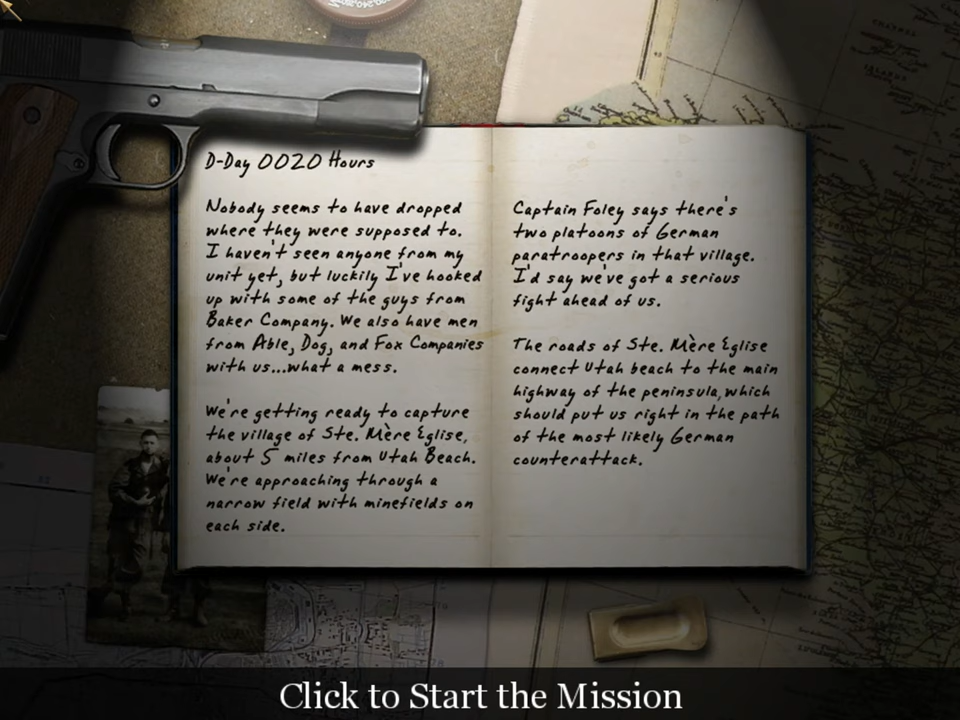 D-Day 0020 Hours
Nobody seems to have dropped
where they were supposed to.
I haven't seen anyone from my
unit yet, but luckily I've hooked
up with some of the guys from
Baker Company. We also have men
from Able, Dog, and Fox Companies
with us...what a mess.
We're getting ready to capture
the village of Ste. Mère Eglise,
about 5 miles from Utah Beach.
We're approaching through a
narrow field with minefields on
each side.
Captain Foley says there's
two platoons of German
paratroopers in that village.
I'd say we've got a serious
fight ahead of us.
The roads of Ste. Mère Eglise
connect Utah beach to the main
highway of the peninsula, which
should put us right in the path
of the most likely German
counterattack.
Click to Start the Mission